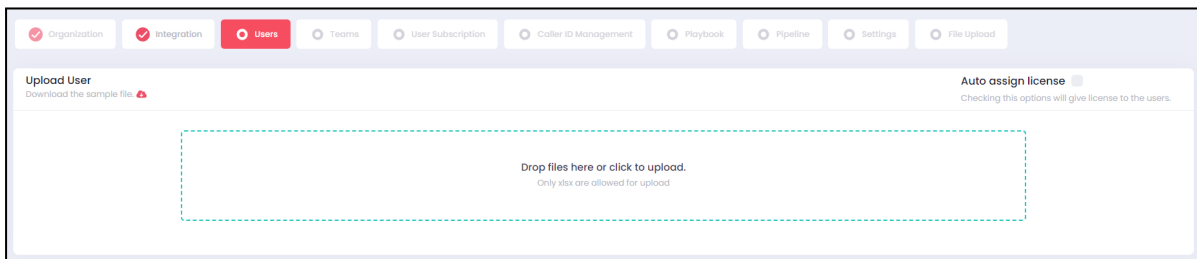 Organization Integration Users Teams User Subscription Caller ID Management Playbook Pipeline Settings File Upload
Upload User
Download the sample file.
Auto assign license
Checking this options will give license to the users.
Drop files here or click to upload.
Only xlsx are allowed for upload